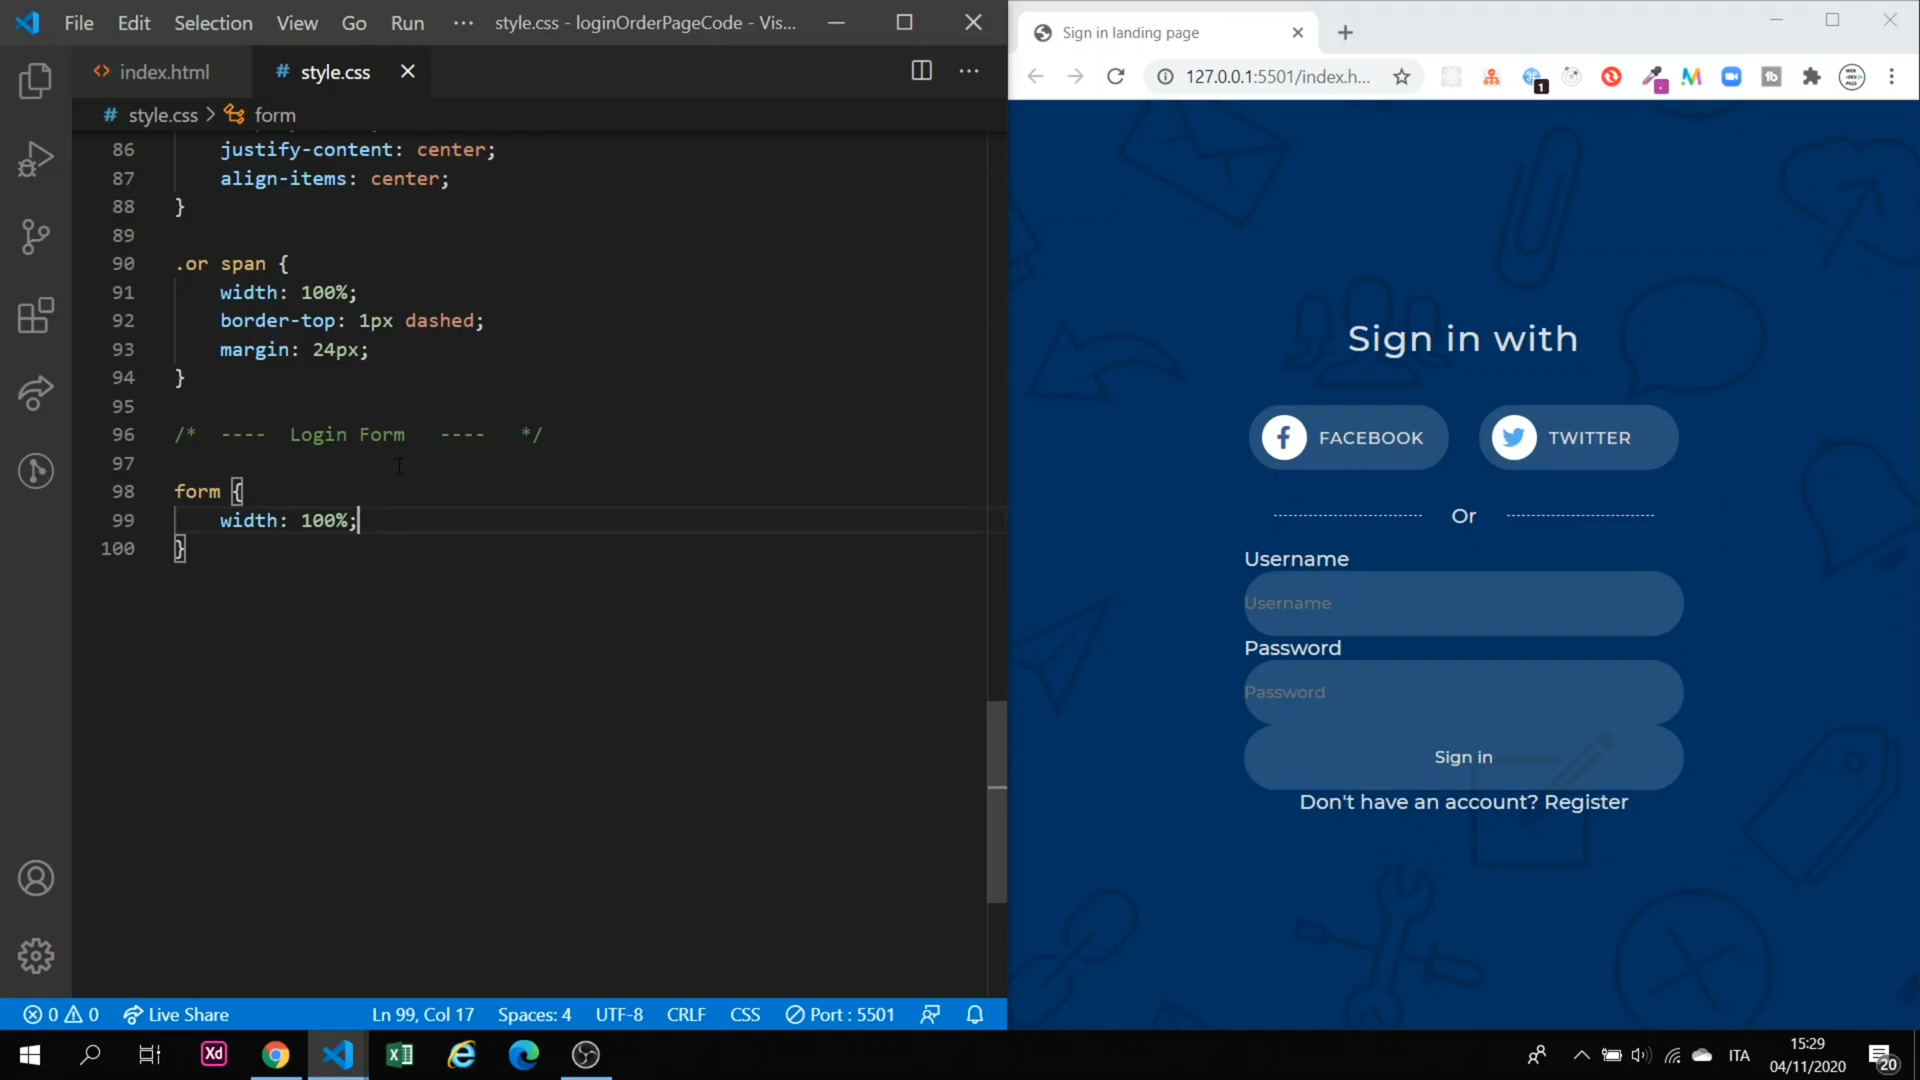 File Edit Selection View Go Run ··· style.css - loginOrderPageCode - Vis...
index.html # style.css
# style.css > form
86 justify-content: center;
87 align-items: center;
88 }
89
90 .or span {
91 width: 100%;
92 border-top: 1px dashed;
93 margin: 24px;
94 }
95
96 /* ---- Login Form ---- */
97
98 form {
99 width: 100%;
100 }
0 0 Live Share Ln 99, Col 17 Spaces: 4 UTF-8 CRLF CSS Port : 5501
Sign in landing page
127.0.0.1:5501/index.h...
1
Sign in with
FACEBOOK TWITTER
Or
Username
Username
Password
Password
Sign in
Don't have an account? Register
Xd
ITA
15:29
04/11/2020
20